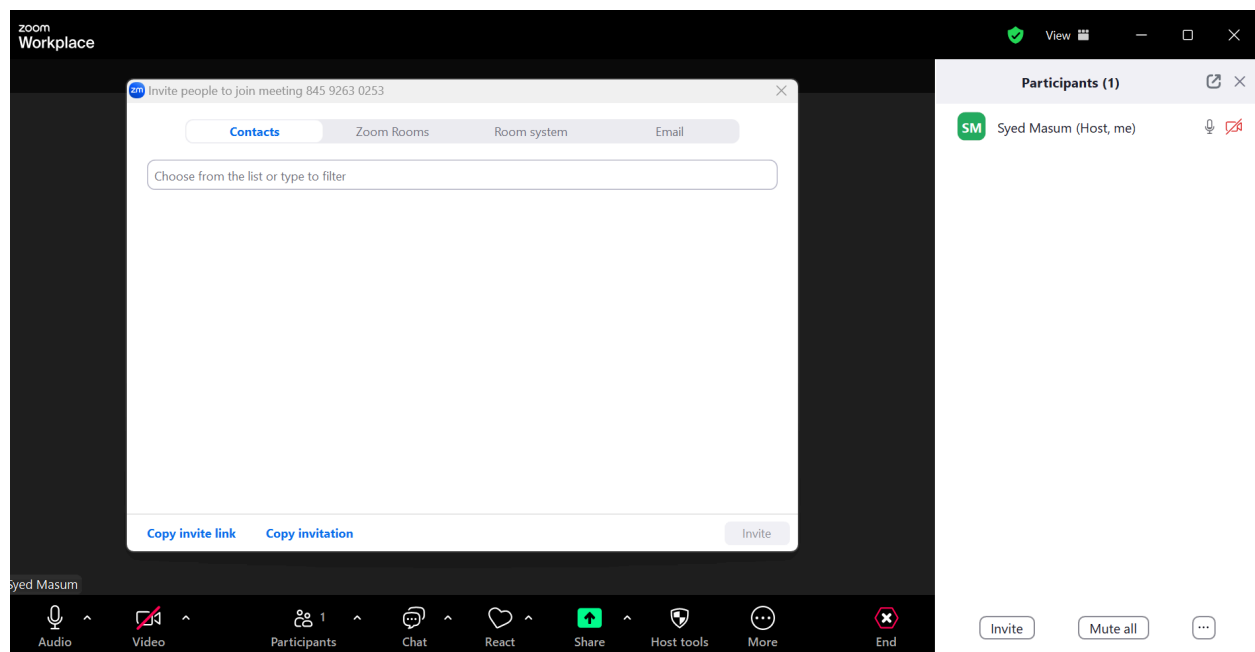 zoom
Workplace
View
zm Invite people to join meeting 845 9263 0253
Contacts Zoom Rooms Room system Email
Choose from the list or type to filter
Copy invite link Copy invitation Invite
Syed Masum
Participants (1)
SM Syed Masum (Host, me)
Audio Video Participants 1 Chat React Share Host tools More End
Invite Mute all